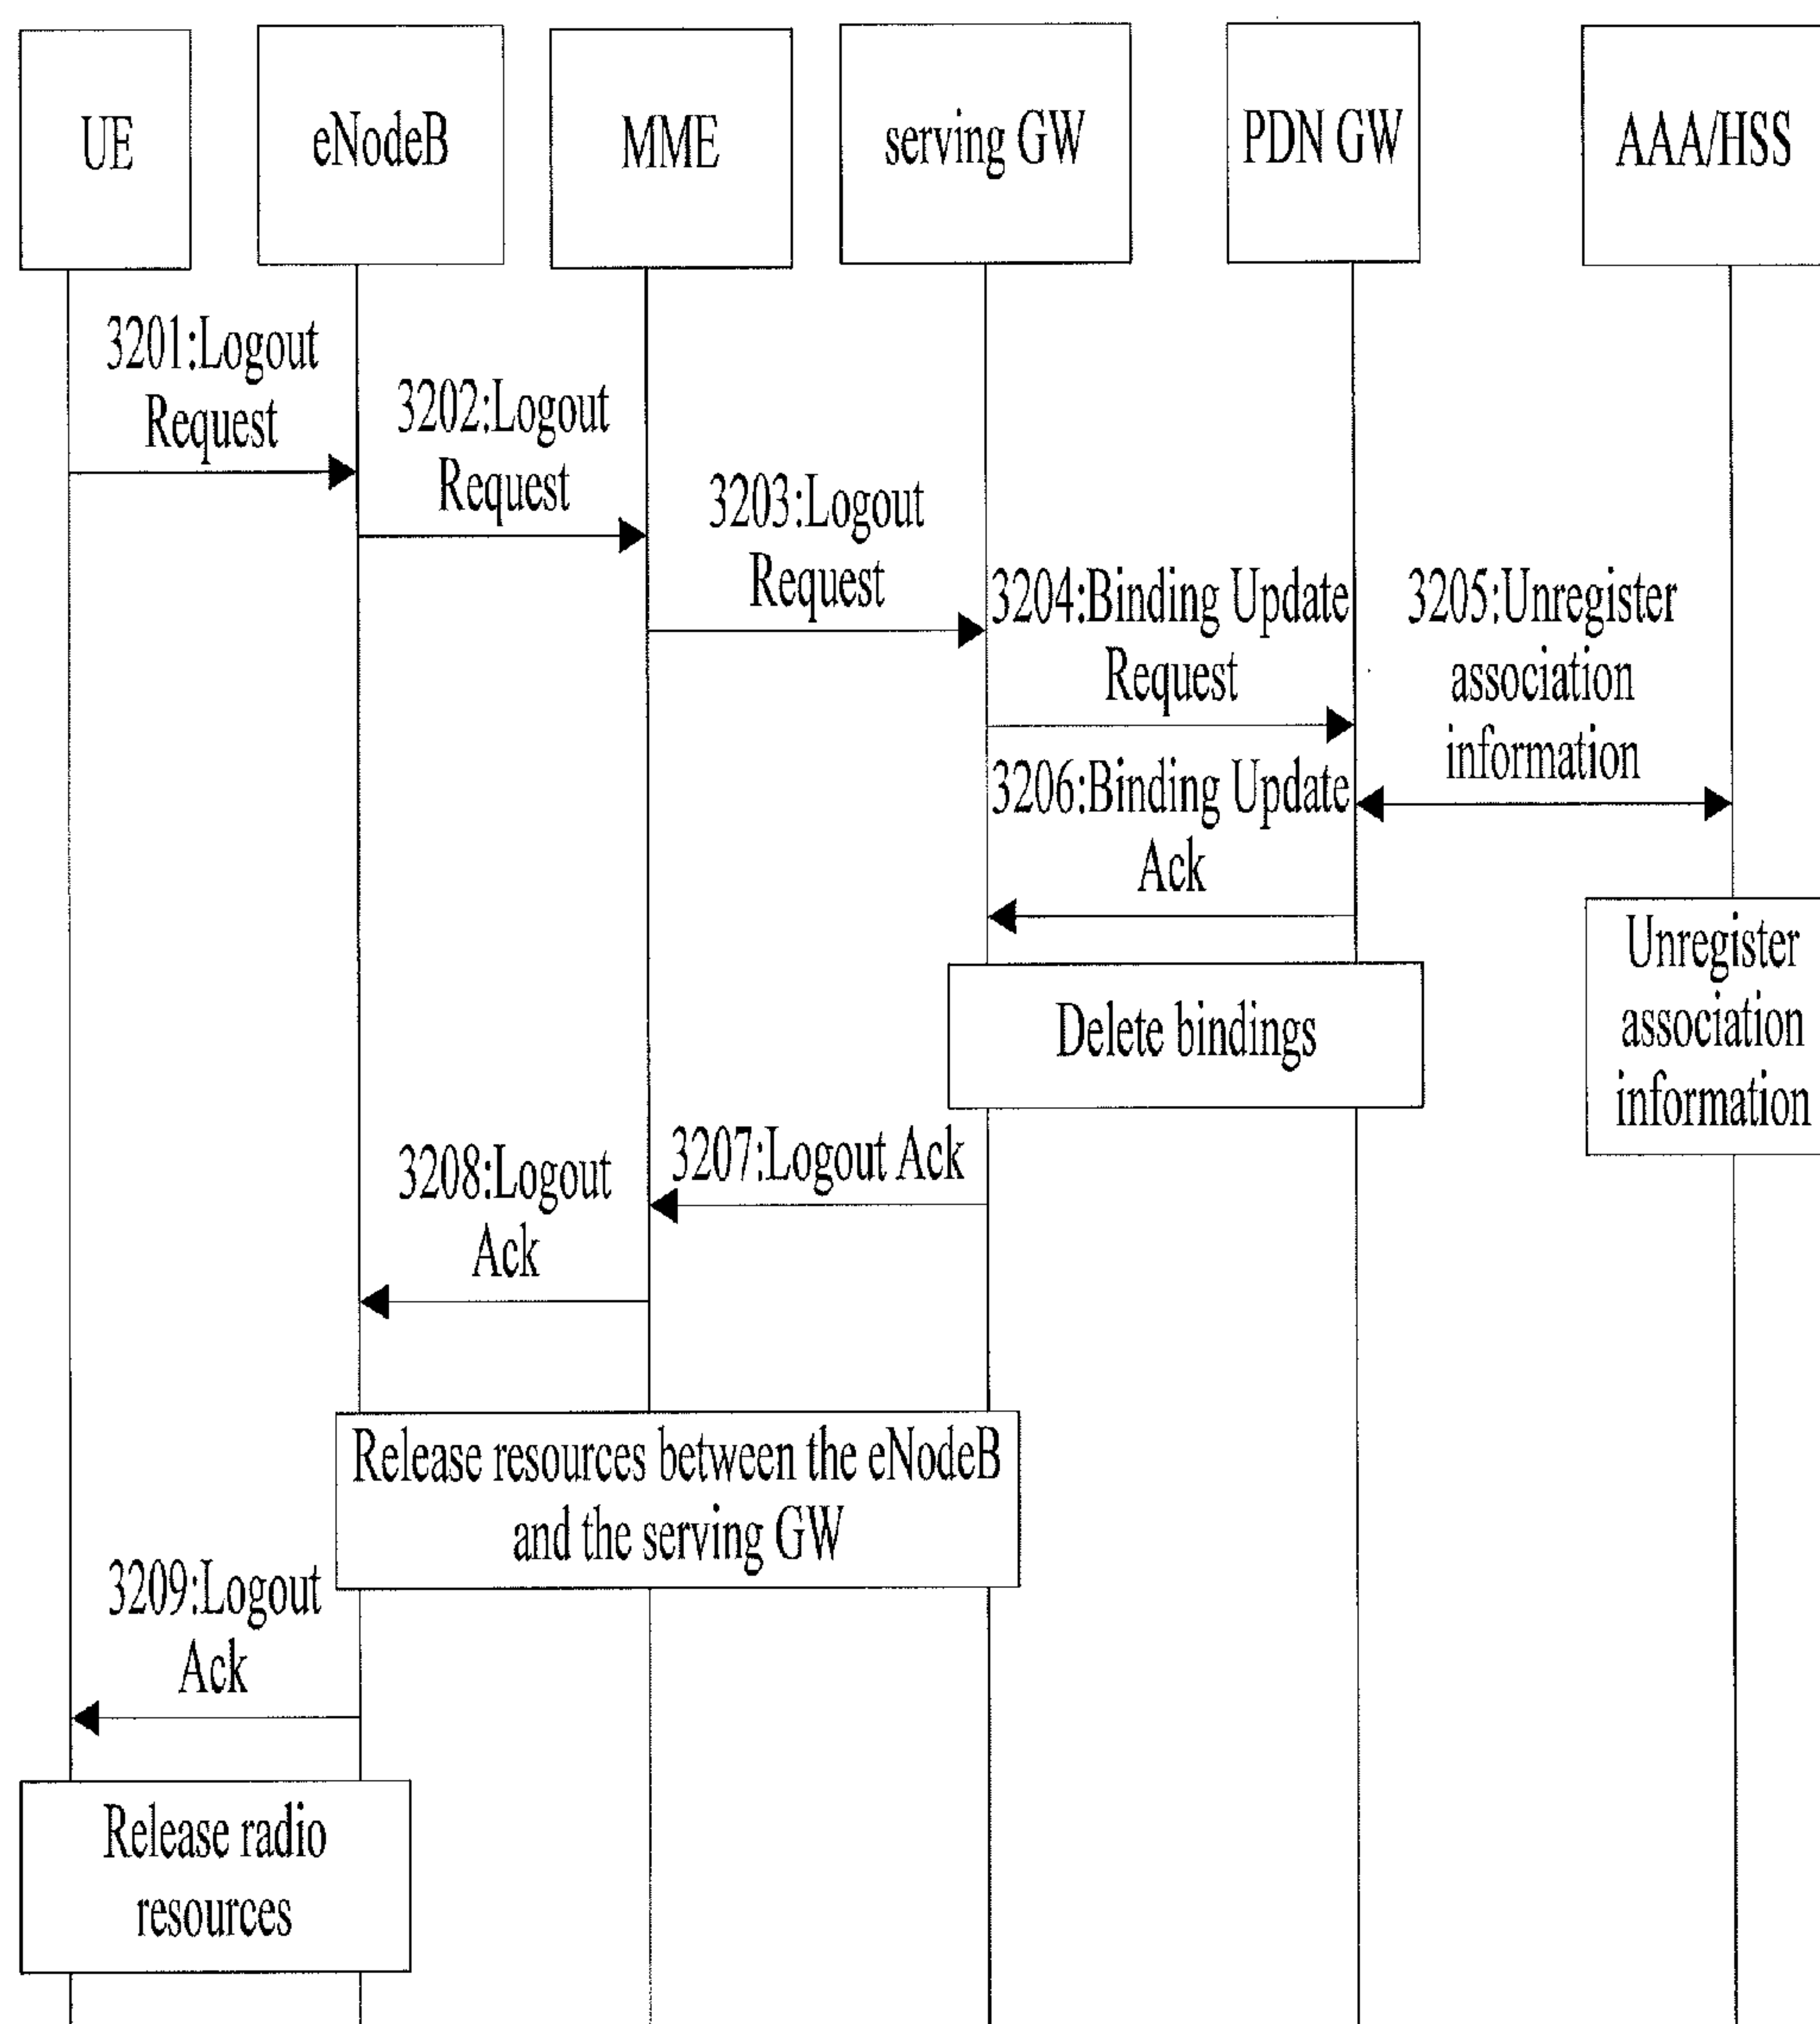 UE
eNodeB
MME
serving GW
PDN GW
AAA/HSS
3201:Logout
Request
3202:Logout
Request
3203:Logout
Request
3204:Binding Update
Request
3205:Unregister
association
information
3206:Binding Update
Ack
Unregister
association
information
Delete bindings
3207:Logout Ack
3208:Logout
Ack
Release resources between the eNodeB
and the serving GW
3209:Logout
Ack
Release radio
resources